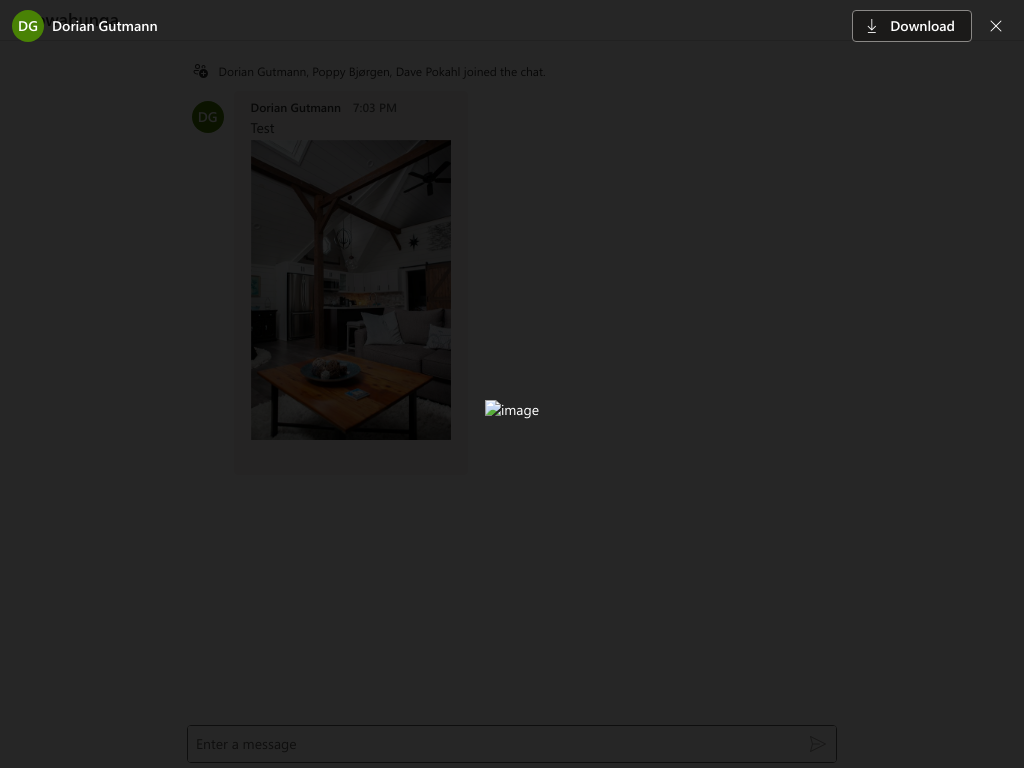 DG Dorian Gutmann
Download
Dorian Gutmann, Poppy Bjørgen, Dave Pokahl joined the chat.
DG
Dorian Gutmann 7:03 PM
Test
image
Enter a message